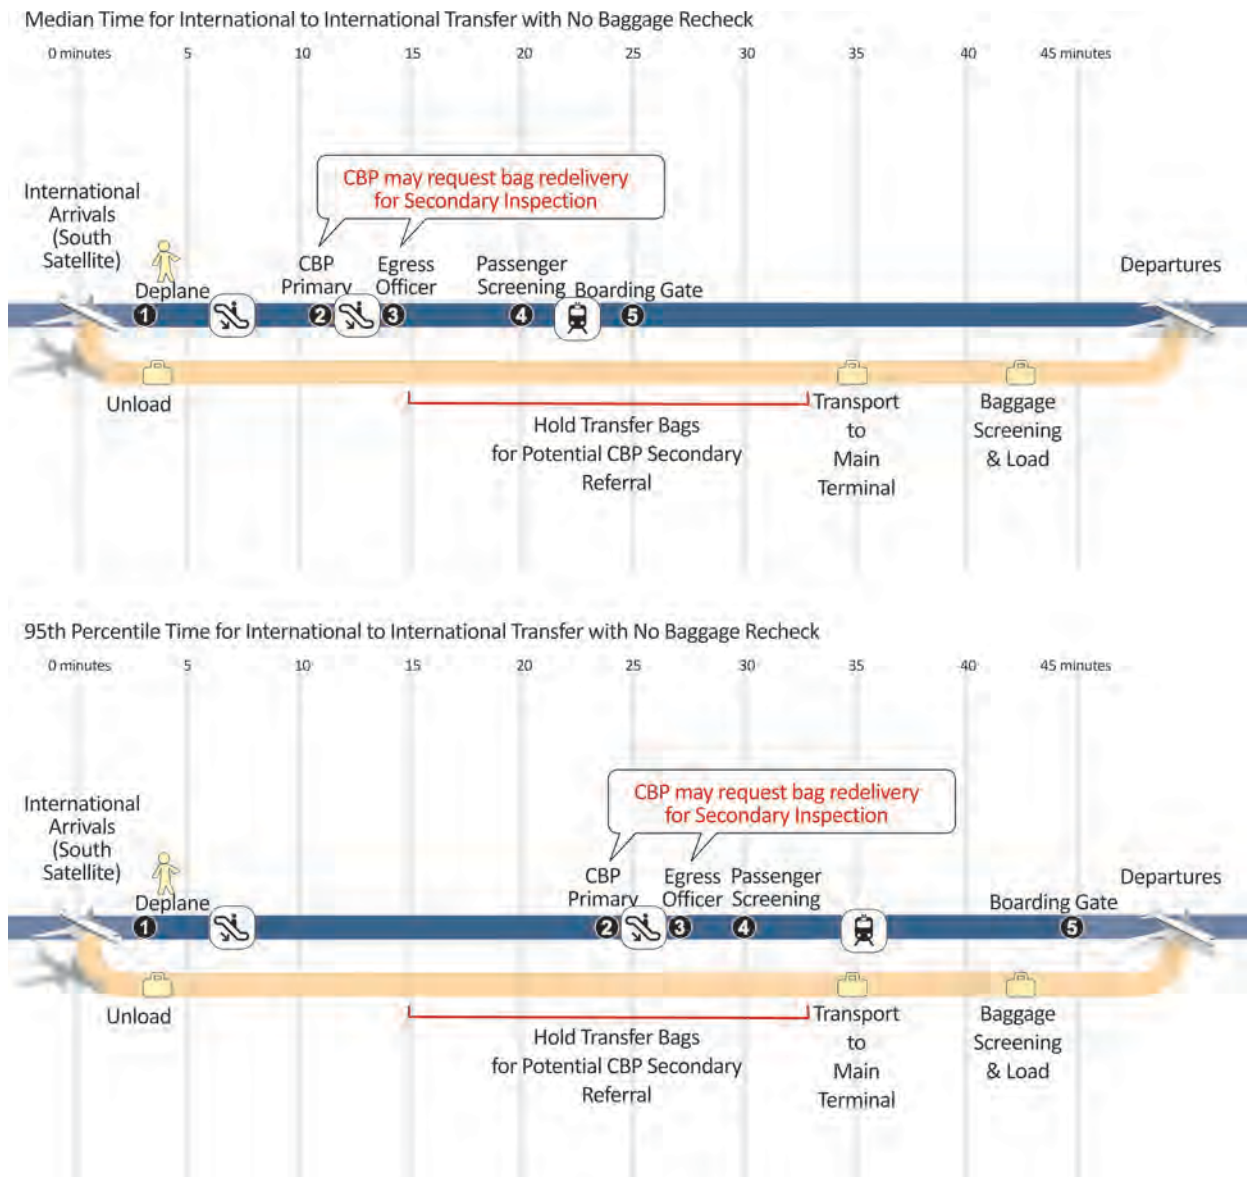 Median Time for International to International Transfer with No Baggage Recheck
0 minutes 5 10 15 20 25 30 35 40 45 minutes
CBP may request bag redelivery
for Secondary Inspection
International
Arrivals
(South
Satellite)
Deplane
CBP
Primary
Egress
Officer
Passenger
Screening
Boarding Gate
Departures
1 2 3 4 5
Unload
Hold Transfer Bags
for Potential CBP Secondary
Referral
Transport
to
Main
Terminal
Baggage
Screening
& Load
95th Percentile Time for International to International Transfer with No Baggage Recheck
0 minutes 5 10 15 20 25 30 35 40 45 minutes
CBP may request bag redelivery
for Secondary Inspection
International
Arrivals
(South
Satellite)
Deplane
CBP
Primary
Egress
Officer
Passenger
Screening
Boarding Gate
Departures
1 2 3 4 5
Unload
Hold Transfer Bags
for Potential CBP Secondary
Referral
Transport
to
Main
Terminal
Baggage
Screening
& Load